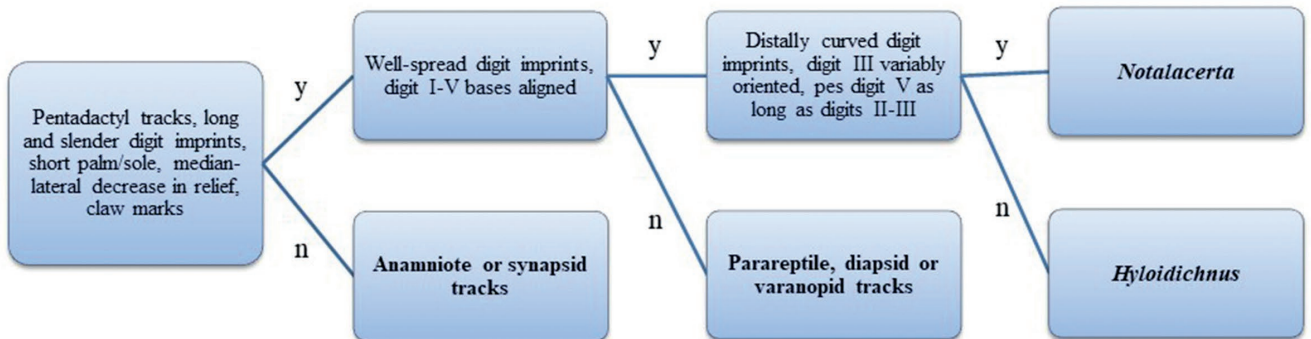 Pentadactyl tracks, long
and slender digit imprints,
short palm/sole, median-
lateral decrease in relief,
claw marks
y
n
Well-spread digit imprints,
digit I-V bases aligned
Anamniote or synapsid
tracks
y
n
Distally curved digit
imprints, digit III variably
oriented, pes digit V as
long as digits II-III
Parareptile, diapsid or
varanopid tracks
y
n
Notalacerta
Hyloidichnus